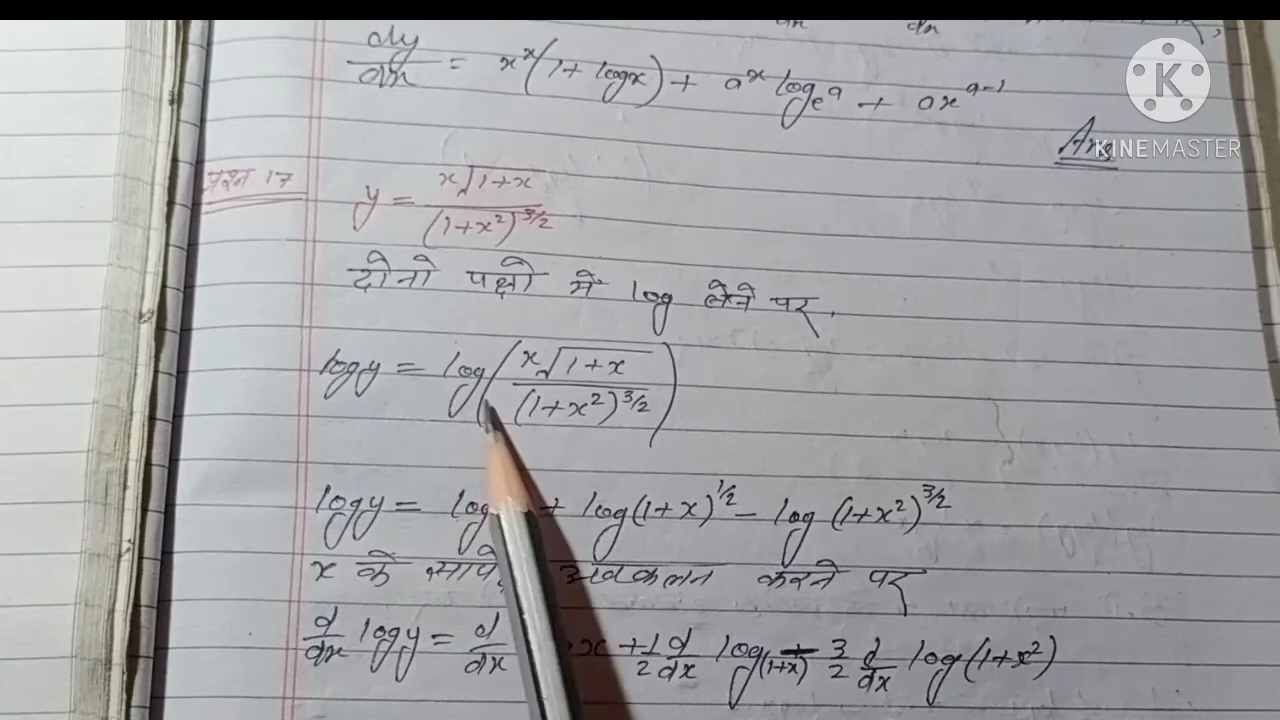 dy/dx = x^x(1+logx) + a^x log_e a + ax^(a-1)
Ans
KINEMASTER
प्रश्न 17
y = x√1+x / (1+x²)^3/2
दोनो पक्षो में log लेने पर,
logy = log( x√1+x / (1+x²)^3/2 )
logy = log + log(1+x)^1/2 - log (1+x²)^3/2
x के करने पर
d/dx logy = d/dx x + 1/2 d/dx log(1+x) - 3/2 d/dx log(1+x²)